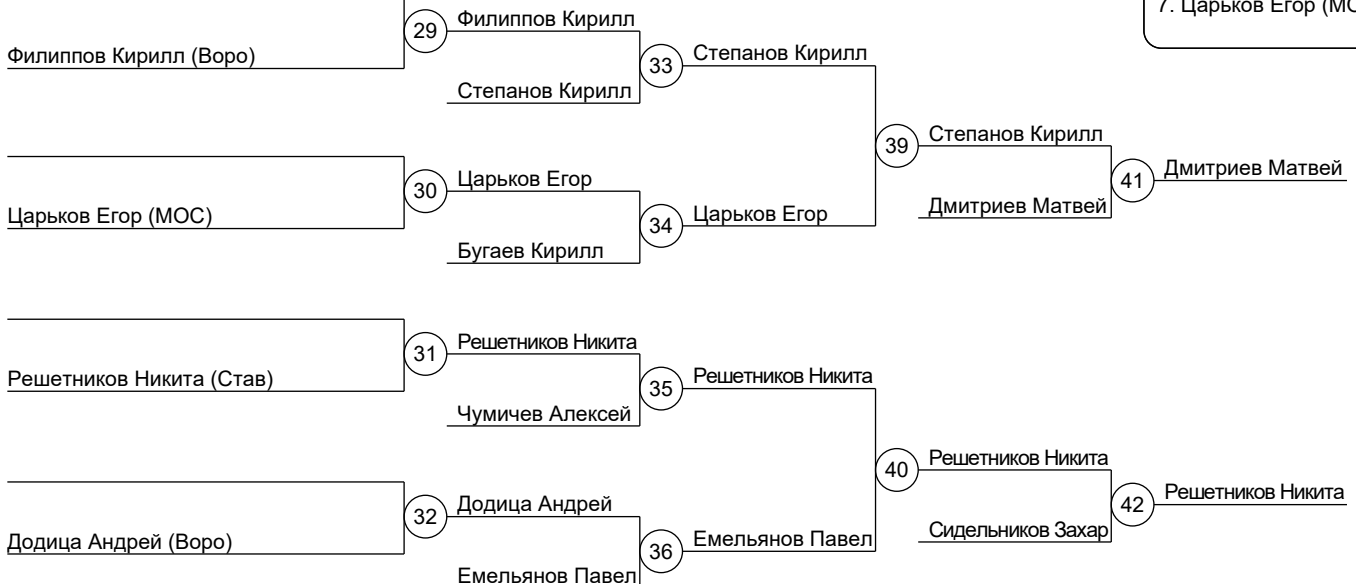 7. Царьков Егор (МО
29
Филиппов Кирилл
Филиппов Кирилл (Воро)
33
Степанов Кирилл
Степанов Кирилл
39
Степанов Кирилл
30
Царьков Егор
41
Дмитриев Матвей
Царьков Егор (МОС)
34
Царьков Егор
Дмитриев Матвей
Бугаев Кирилл
31
Решетников Никита
Решетников Никита (Став)
35
Решетников Никита
Чумичев Алексей
40
Решетников Никита
32
Додица Андрей
42
Решетников Никита
Додица Андрей (Воро)
36
Емельянов Павел
Сидельников Захар
Емельянов Павел